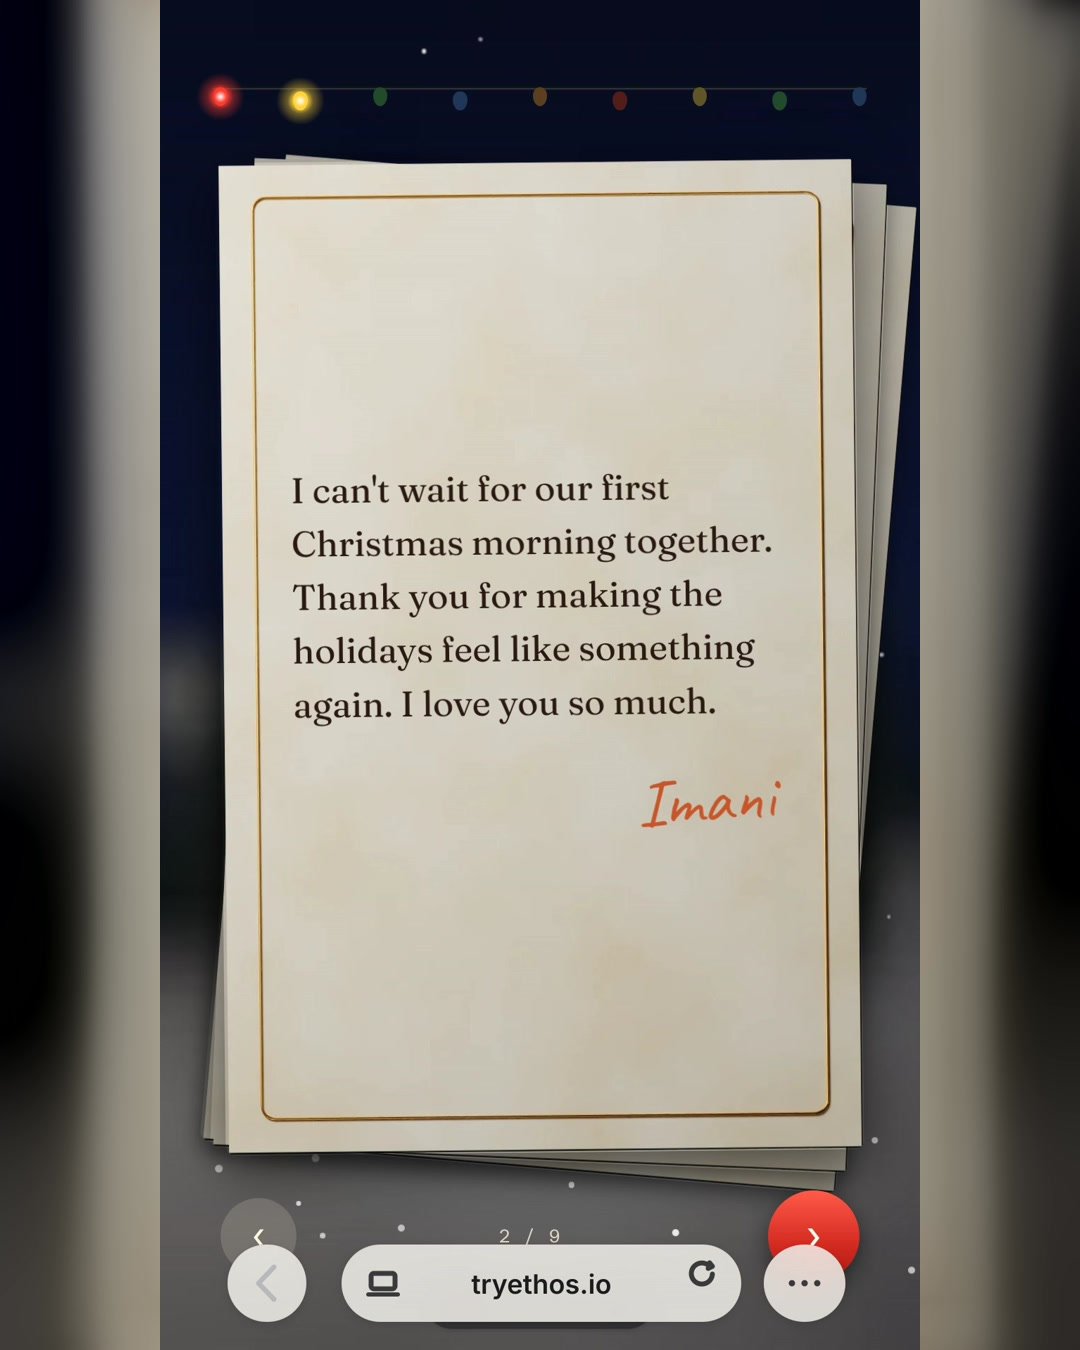 I can't wait for our first
Christmas morning together.
Thank you for making the
holidays feel like something
again. I love you so much.
Imani
2 / 9
tryethos.io